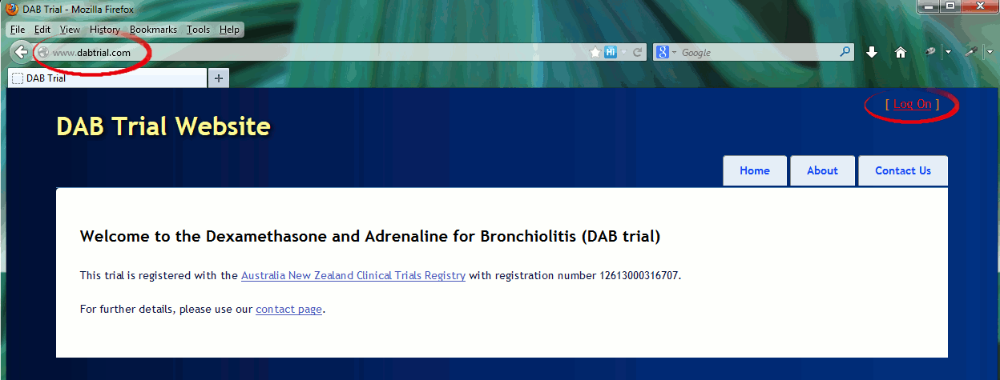 DAB Trial - Mozilla Firefox
File Edit View History Bookmarks Tools Help
www.dabtrial.com
Hi
8
Google
DAB Trial
[ Log On ]
DAB Trial Website
Home
About
Contact Us
Welcome to the Dexamethasone and Adrenaline for Bronchiolitis (DAB trial)
This trial is registered with the Australia New Zealand Clinical Trials Registry with registration number 12613000316707.
For further details, please use our contact page.